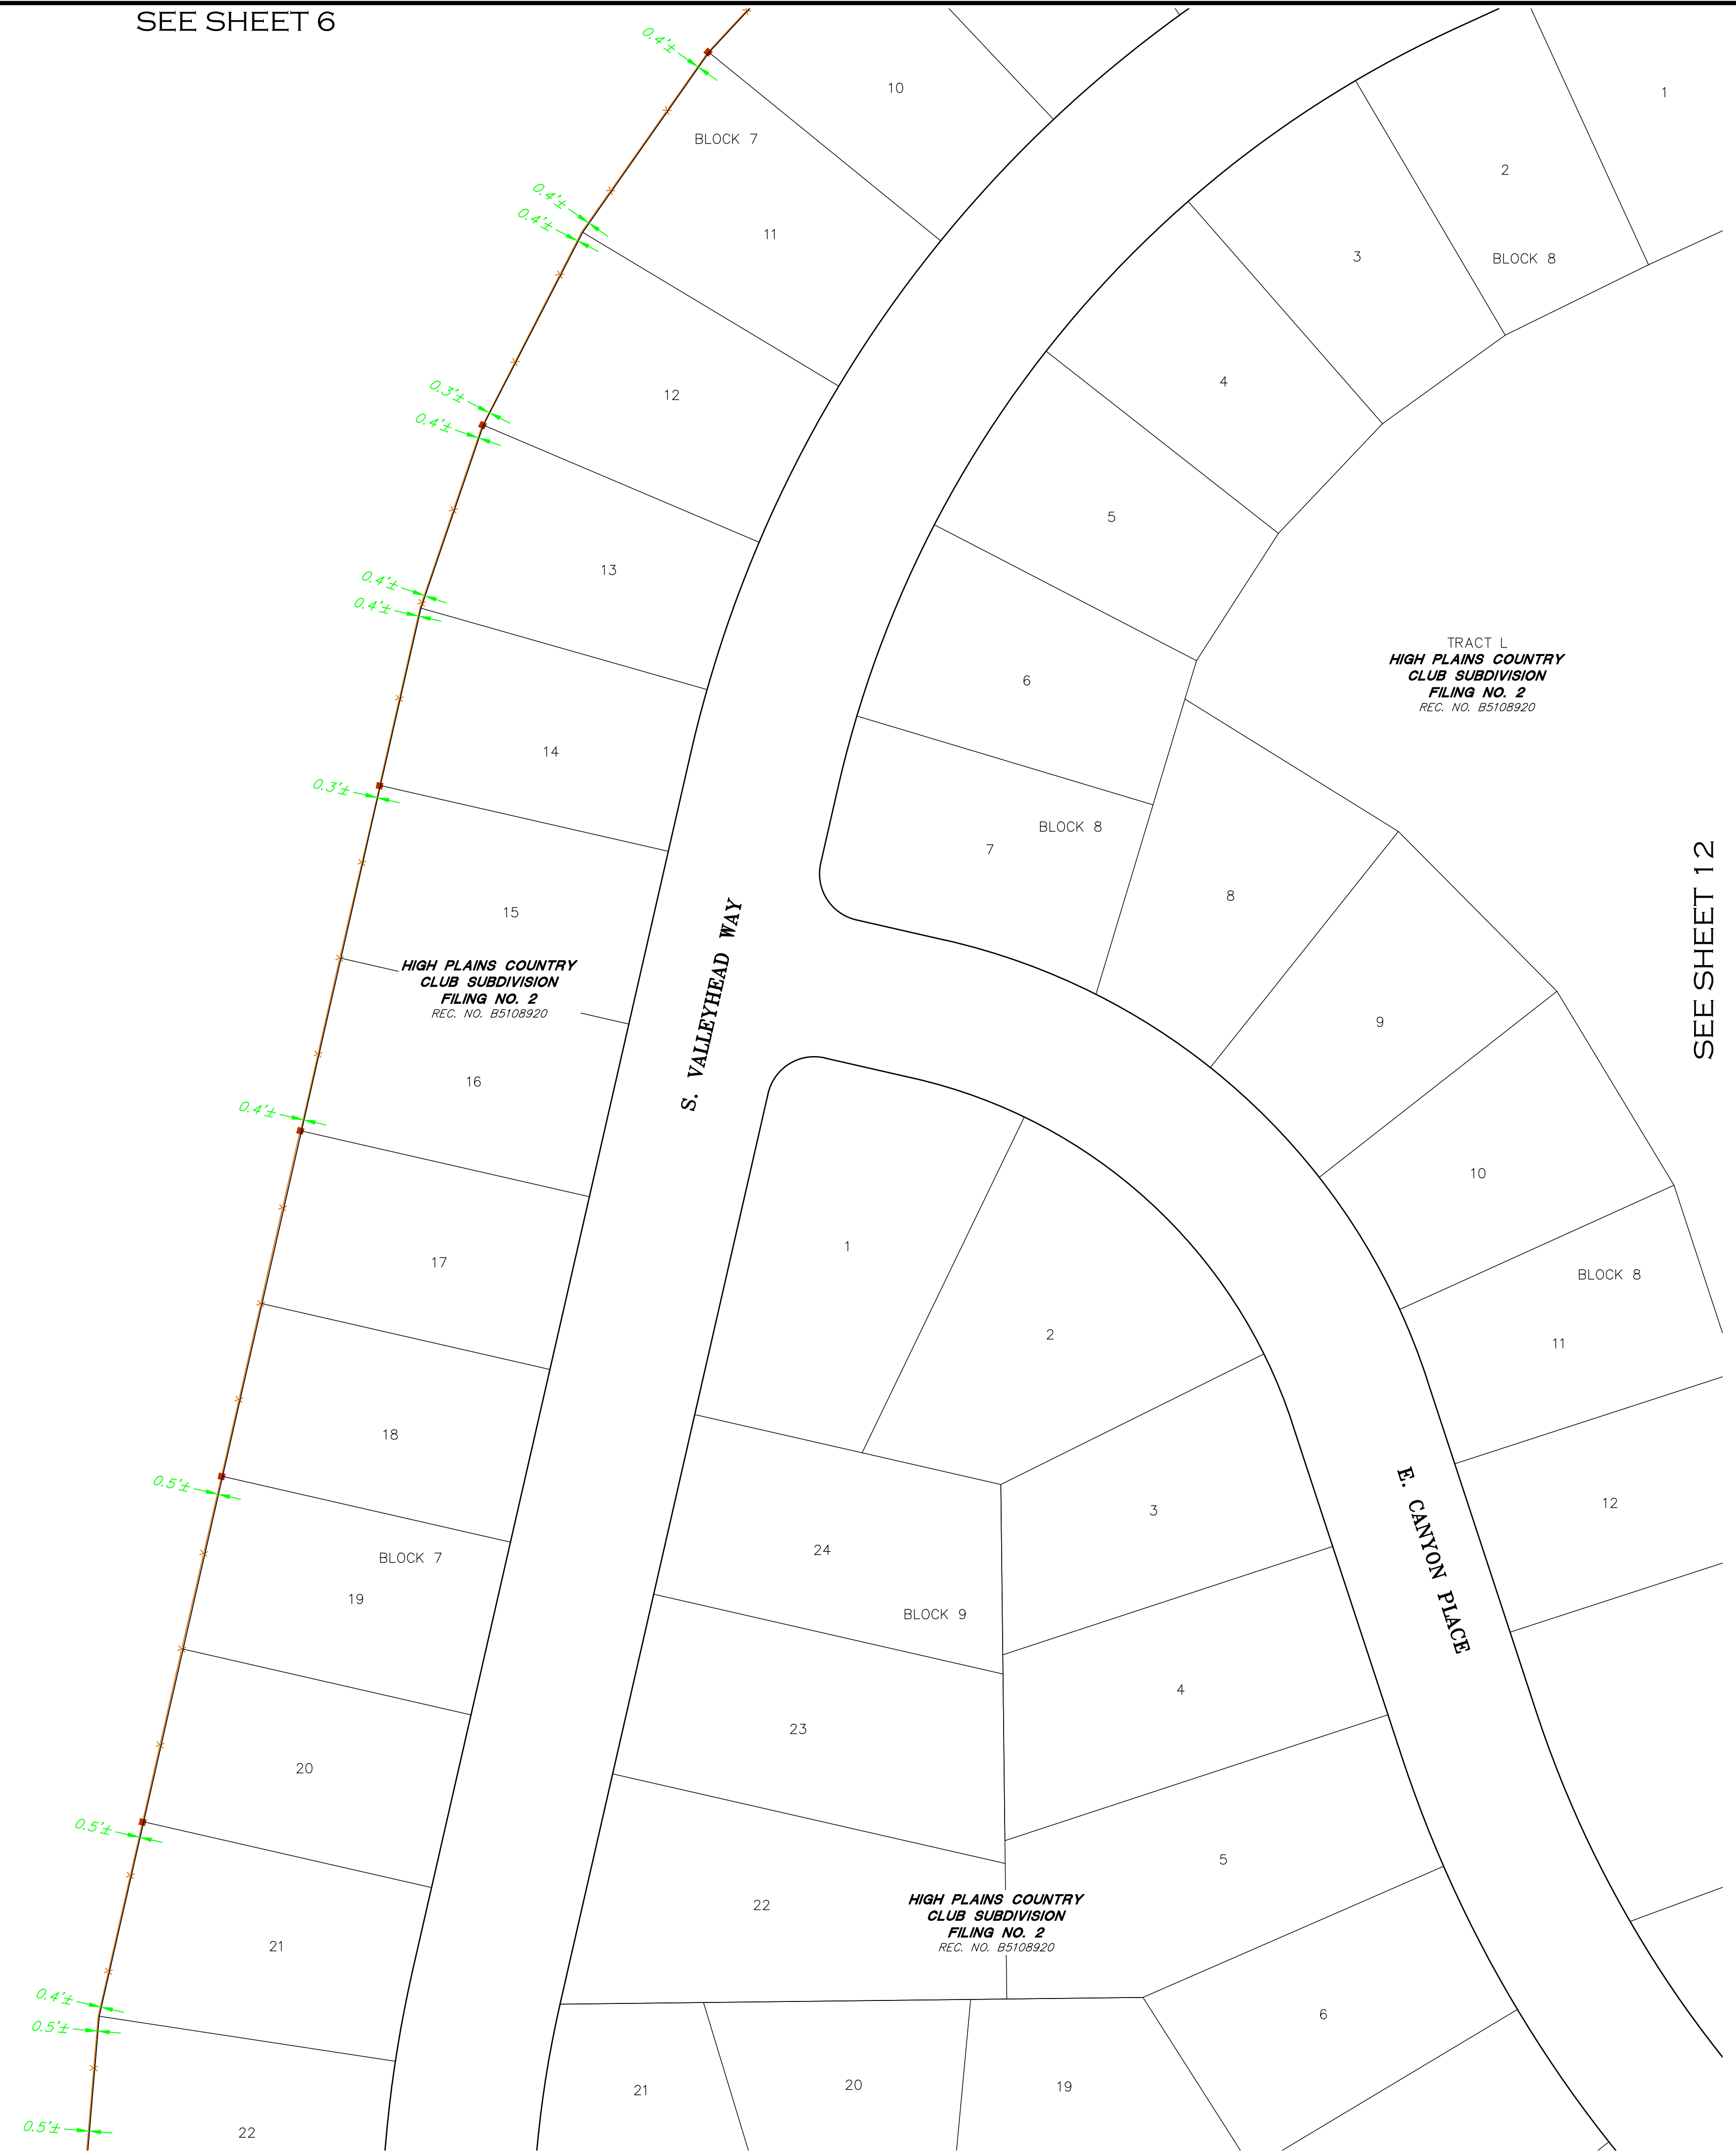 SEE SHEET 6
0.4'±
10
1
BLOCK 7
2
0.4'±
0.4'±
11
3
BLOCK 8
0.3'±
12
4
0.4'±
5
13
0.4'±
0.4'±
TRACT L
HIGH PLAINS COUNTRY
CLUB SUBDIVISION
FILING NO. 2
REC. NO. B5108920
6
14
0.3'±
BLOCK 8
7
8
15
S. VALLEYHEAD WAY
SEE SHEET 12
HIGH PLAINS COUNTRY
CLUB SUBDIVISION
FILING NO. 2
REC. NO. B5108920
9
16
0.4'±
10
1
17
BLOCK 8
2
11
18
0.5'±
3
12
24
E. CANYON PLACE
BLOCK 7
19
BLOCK 9
4
23
20
0.5'±
5
22
HIGH PLAINS COUNTRY
CLUB SUBDIVISION
FILING NO. 2
REC. NO. B5108920
21
0.4'±
6
0.5'±
21
20
19
0.5'±
22